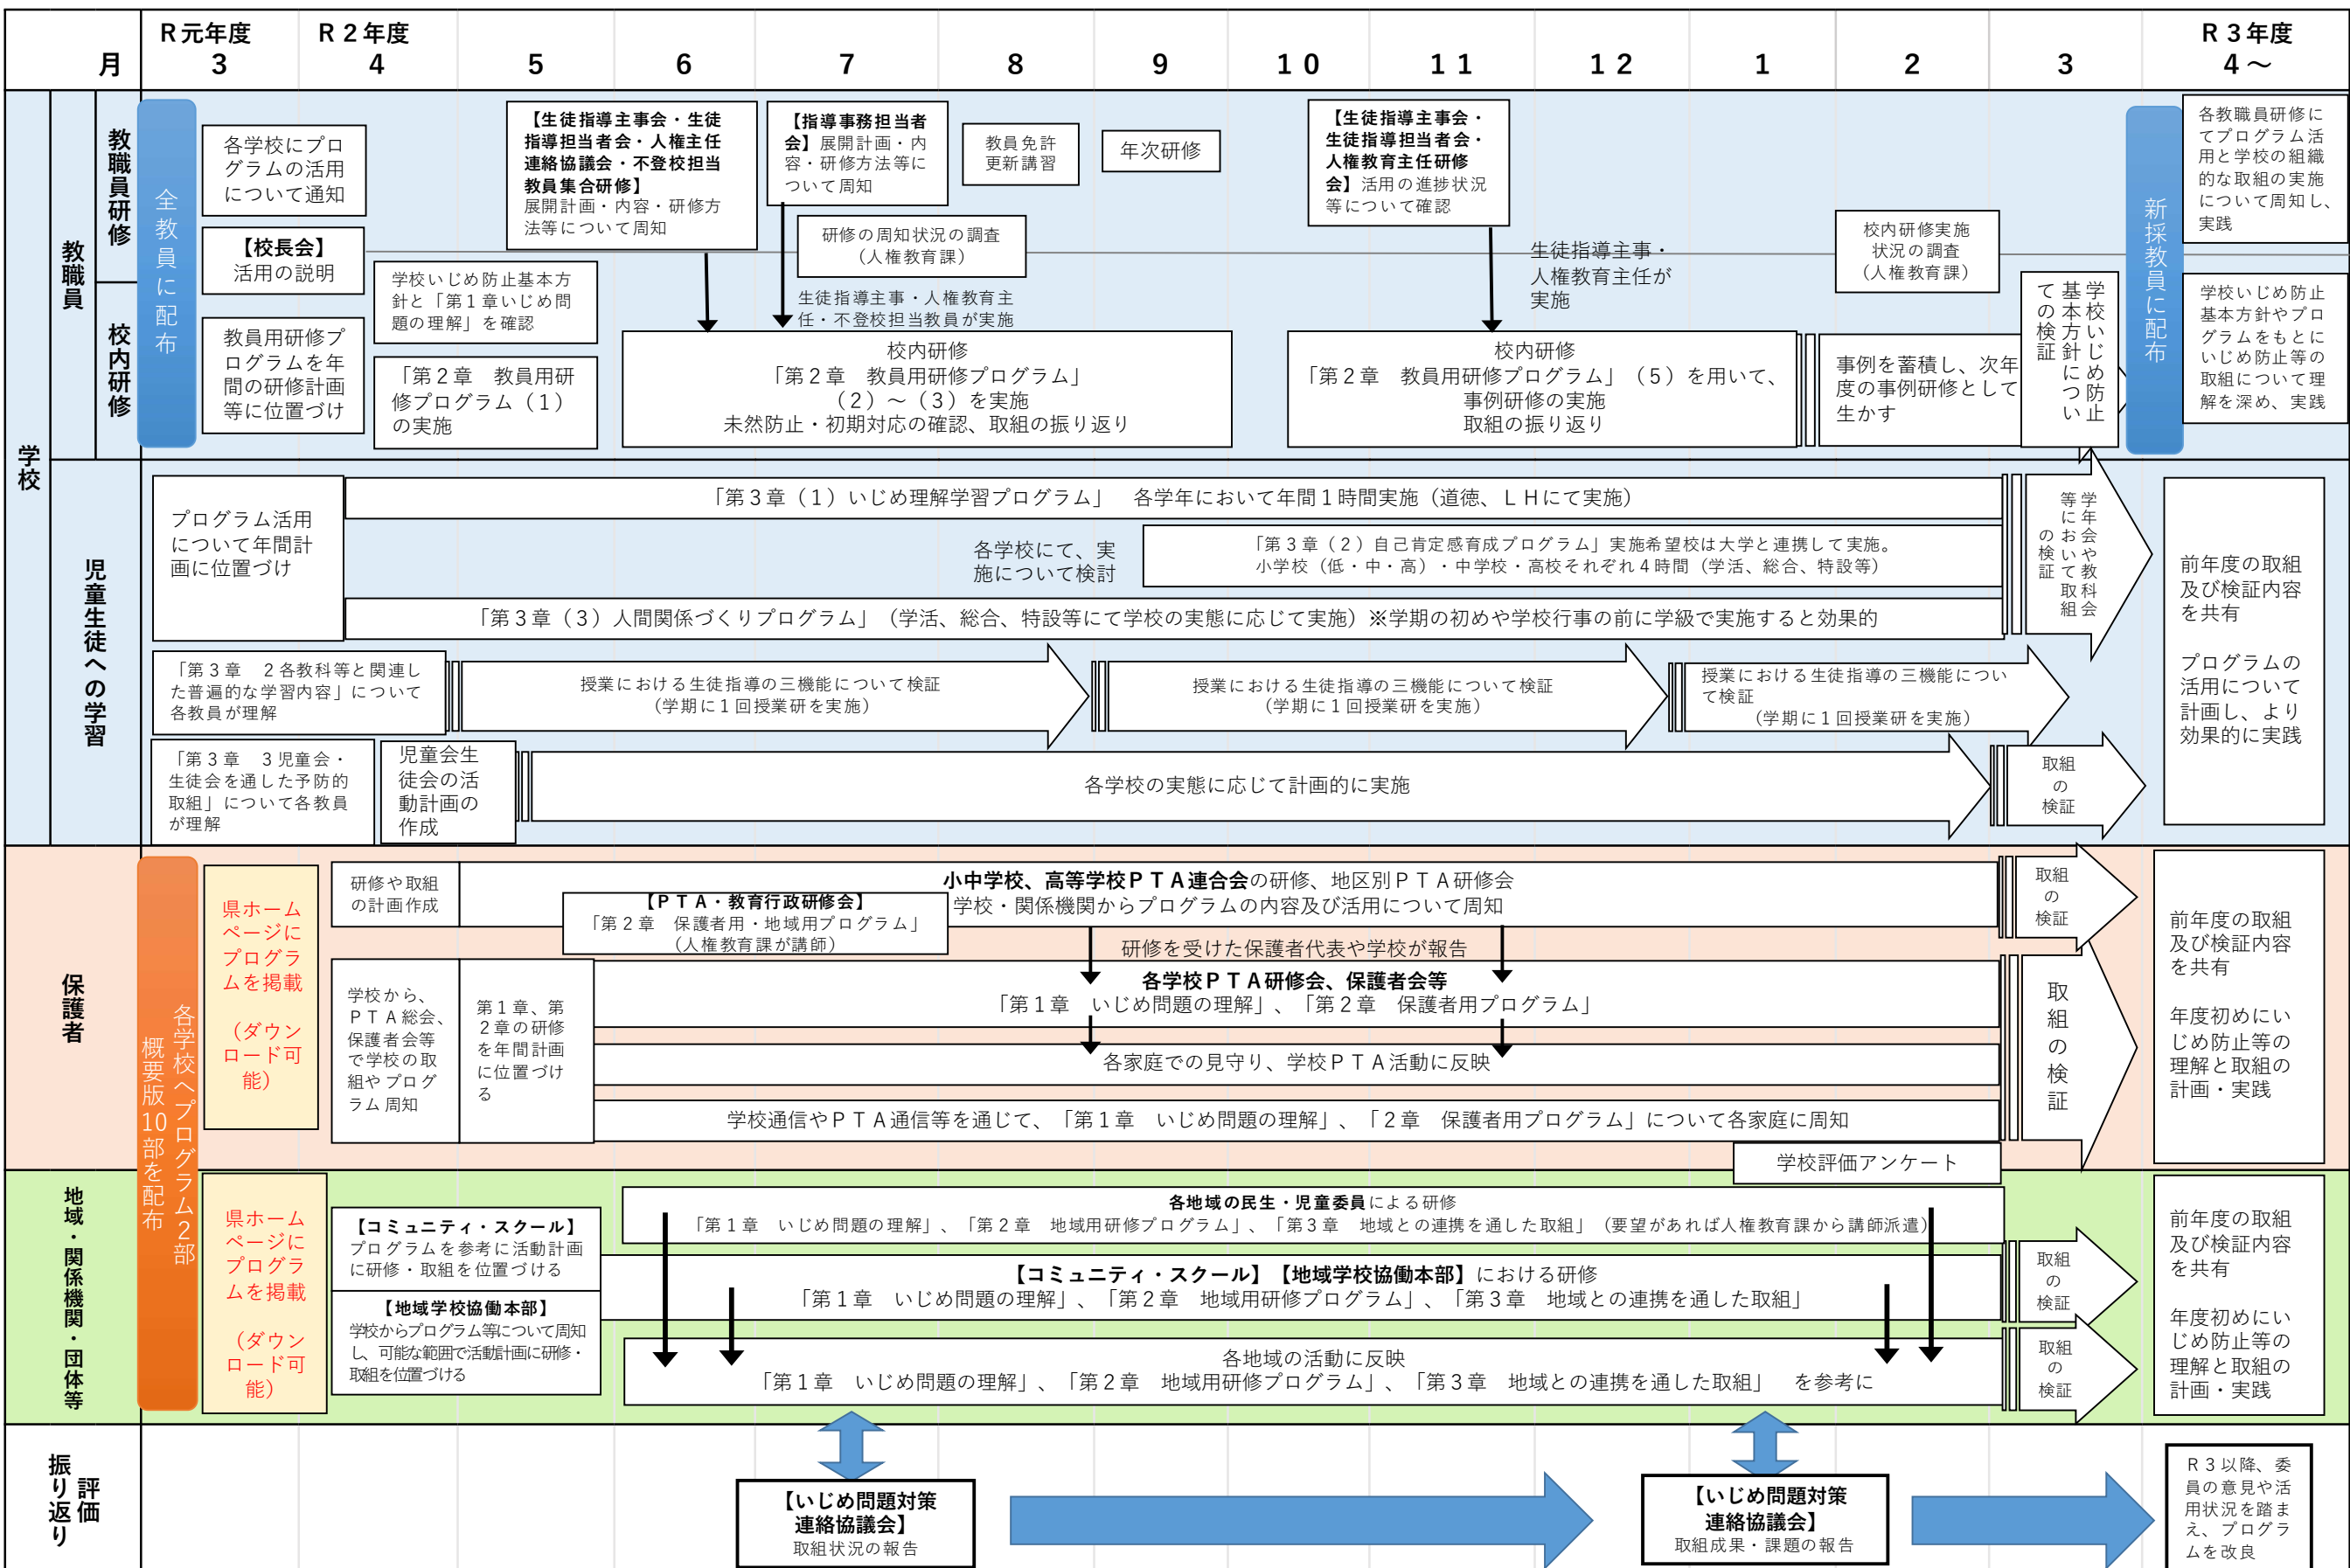 Ｒ元年度
Ｒ２年度
Ｒ３年度
月
３
４
５
６
７
８
９
１０
１１
１２
１
２
３
４～
学校
教職員
教職員研修
校内研修
全教員に配布
各学校にプロ
グラムの活用
について通知
【校長会】
活用の説明
教員用研修プ
ログラムを年
間の研修計画
等に位置づけ
学校いじめ防止基本方
針と「第１章いじめ問
題の理解」を確認
「第２章　教員用研
修プログラム（１）
の実施
【生徒指導主事会・生徒
指導担当者会・人権主任
連絡協議会・不登校担当
教員集合研修】
展開計画・内容・研修方
法等について周知
【指導事務担当者
会】展開計画・内
容・研修方法等に
ついて周知
教員免許
更新講習
年次研修
研修の周知状況の調査
（人権教育課）
生徒指導主事・人権教育主
任・不登校担当教員が実施
校内研修
「第２章　教員用研修プログラム」
（２）～（３）を実施
未然防止・初期対応の確認、取組の振り返り
【生徒指導主事会・
生徒指導担当者会・
人権教育主任研修
会】活用の進捗状況
等について確認
生徒指導主事・
人権教育主任が
実施
校内研修
「第２章　教員用研修プログラム」（５）を用いて、
事例研修の実施
取組の振り返り
校内研修実施
状況の調査
（人権教育課）
事例を蓄積し、次年
度の事例研修として
生かす
学校いじめ防止
基本方針につい
ての検証
新採教員に配布
各教職員研修に
てプログラム活
用と学校の組織
的な取組の実施
について周知し、
実践
学校いじめ防止
基本方針やプロ
グラムをもとに
いじめ防止等の
取組について理
解を深め、実践
児童生徒への学習
プログラム活用
について年間計
画に位置づけ
「第３章（１）いじめ理解学習プログラム」　各学年において年間１時間実施（道徳、ＬＨにて実施）
各学校にて、実
施について検討
「第３章（２）自己肯定感育成プログラム」実施希望校は大学と連携して実施。
小学校（低・中・高）・中学校・高校それぞれ４時間（学活、総合、特設等）
「第３章（３）人間関係づくりプログラム」（学活、総合、特設等にて学校の実態に応じて実施）※学期の初めや学校行事の前に学級で実施すると効果的
学年会や教科会
等において取組
の検証
「第３章　２各教科等と関連し
た普遍的な学習内容」について
各教員が理解
授業における生徒指導の三機能について検証
（学期に１回授業研を実施）
授業における生徒指導の三機能について検証
（学期に１回授業研を実施）
授業における生徒指導の三機能につい
て検証
（学期に１回授業研を実施）
「第３章　３児童会・
生徒会を通した予防的
取組」について各教員
が理解
児童会生
徒会の活
動計画の
作成
各学校の実態に応じて計画的に実施
取組
の
検証
前年度の取組
及び検証内容
を共有
プログラムの
活用について
計画し、より
効果的に実践
保護者
各学校へプログラム２部
概要版10部を配布
県ホーム
ページに
プログラ
ムを掲載
（ダウン
ロード可
能）
研修や取組
の計画作成
小中学校、高等学校ＰＴＡ連合会の研修、地区別ＰＴＡ研修会
学校・関係機関からプログラムの内容及び活用について周知
【ＰＴＡ・教育行政研修会】
「第２章　保護者用・地域用プログラム」
（人権教育課が講師）
研修を受けた保護者代表や学校が報告
学校から、
ＰＴＡ総会、
保護者会等
で学校の取
組やプログ
ラム周知
第１章、第
２章の研修
を年間計画
に位置づけ
る
各学校ＰＴＡ研修会、保護者会等
「第１章　いじめ問題の理解」、「第２章　保護者用プログラム」
各家庭での見守り、学校ＰＴＡ活動に反映
学校通信やＰＴＡ通信等を通じて、「第１章　いじめ問題の理解」、「２章　保護者用プログラム」について各家庭に周知
学校評価アンケート
取組
の
検証
取組の検証
前年度の取組
及び検証内容
を共有
年度初めにい
じめ防止等の
理解と取組の
計画・実践
地域・関係機関・団体等
県ホーム
ページに
プログラ
ムを掲載
（ダウン
ロード可
能）
【コミュニティ・スクール】
プログラムを参考に活動計画
に研修・取組を位置づける
【地域学校協働本部】
学校からプログラム等について周知
し、可能な範囲で活動計画に研修・
取組を位置づける
各地域の民生・児童委員による研修
「第１章　いじめ問題の理解」、「第２章　地域用研修プログラム」、「第３章　地域との連携を通した取組」（要望があれば人権教育課から講師派遣）
【コミュニティ・スクール】【地域学校協働本部】における研修
「第１章　いじめ問題の理解」、「第２章　地域用研修プログラム」、「第３章　地域との連携を通した取組」
各地域の活動に反映
「第１章　いじめ問題の理解」、「第２章　地域用研修プログラム」、「第３章　地域との連携を通した取組」　を参考に
取組
の
検証
取組
の
検証
前年度の取組
及び検証内容
を共有
年度初めにい
じめ防止等の
理解と取組の
計画・実践
評価
振り返り
【いじめ問題対策
連絡協議会】
取組状況の報告
【いじめ問題対策
連絡協議会】
取組成果・課題の報告
Ｒ３以降、委
員の意見や活
用状況を踏ま
え、プログラ
ムを改良